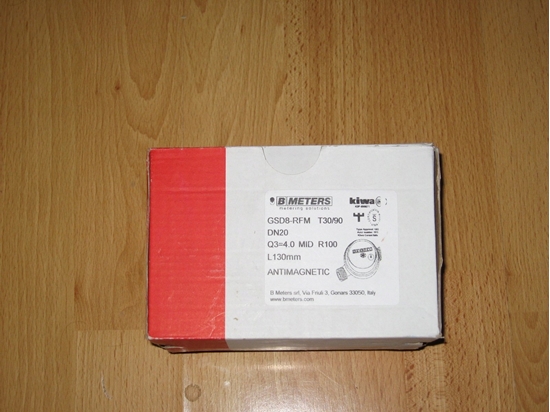 B METERS
metering solutions
kiwa
GSD8-RFM T30/90
DN20
Q3=4.0 MID R100
L130mm
ANTIMAGNETIC
B Meters srl, Via Friuli 3, Gonars 33050, Italy
www.bmeters.com